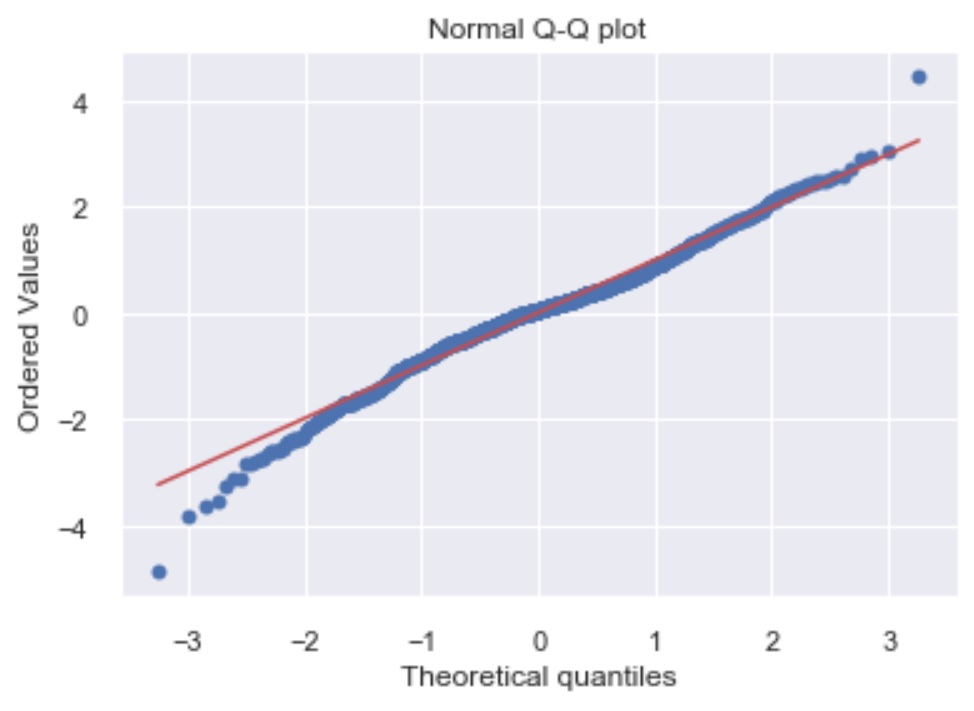 Normal Q-Q plot
4
2
0
−2
−4
Ordered Values
−3 −2 −1 0 1 2 3
Theoretical quantiles